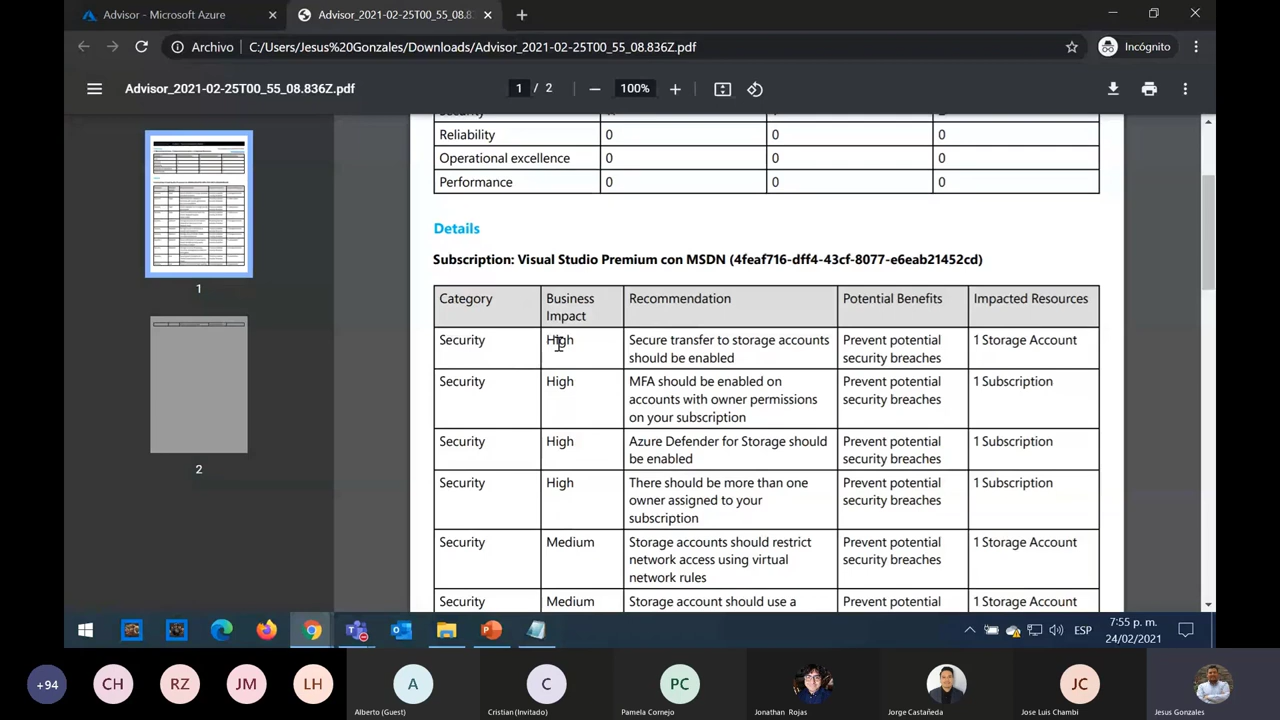 Advisor - Microsoft Azure
Advisor_2021-02-25T00_55_08.8
Archivo
C:/Users/Jesus%20Gonzales/Downloads/Advisor_2021-02-25T00_55_08.836Z.pdf
Incógnito
Advisor_2021-02-25T00_55_08.836Z.pdf
1 / 2
100%
1
2
Reliability 0 0 0
Operational excellence 0 0 0
Performance 0 0 0
Details
Subscription: Visual Studio Premium con MSDN (4feaf716-dff4-43cf-8077-e6eab21452cd)
Category Business Impact Recommendation Potential Benefits Impacted Resources
Security High Secure transfer to storage accounts should be enabled Prevent potential security breaches 1 Storage Account
Security High MFA should be enabled on accounts with owner permissions on your subscription Prevent potential security breaches 1 Subscription
Security High Azure Defender for Storage should be enabled Prevent potential security breaches 1 Subscription
Security High There should be more than one owner assigned to your subscription Prevent potential security breaches 1 Subscription
Security Medium Storage accounts should restrict network access using virtual network rules Prevent potential security breaches 1 Storage Account
Security Medium Storage account should use a Prevent potential 1 Storage Account
ESP
7:55 p. m.
24/02/2021
+94 CH RZ JM LH A C PC JC
Alberto (Guest) Cristian (Invitado) Pamela Cornejo Jonathan Rojas Jorge Castañeda Jose Luis Chambi Jesus Gonzales